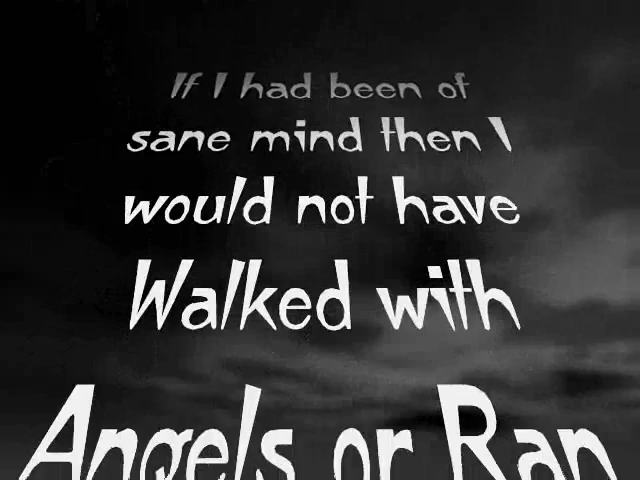 If I had been of
sane mind then I
would not have
Walked with
Angels or Ran